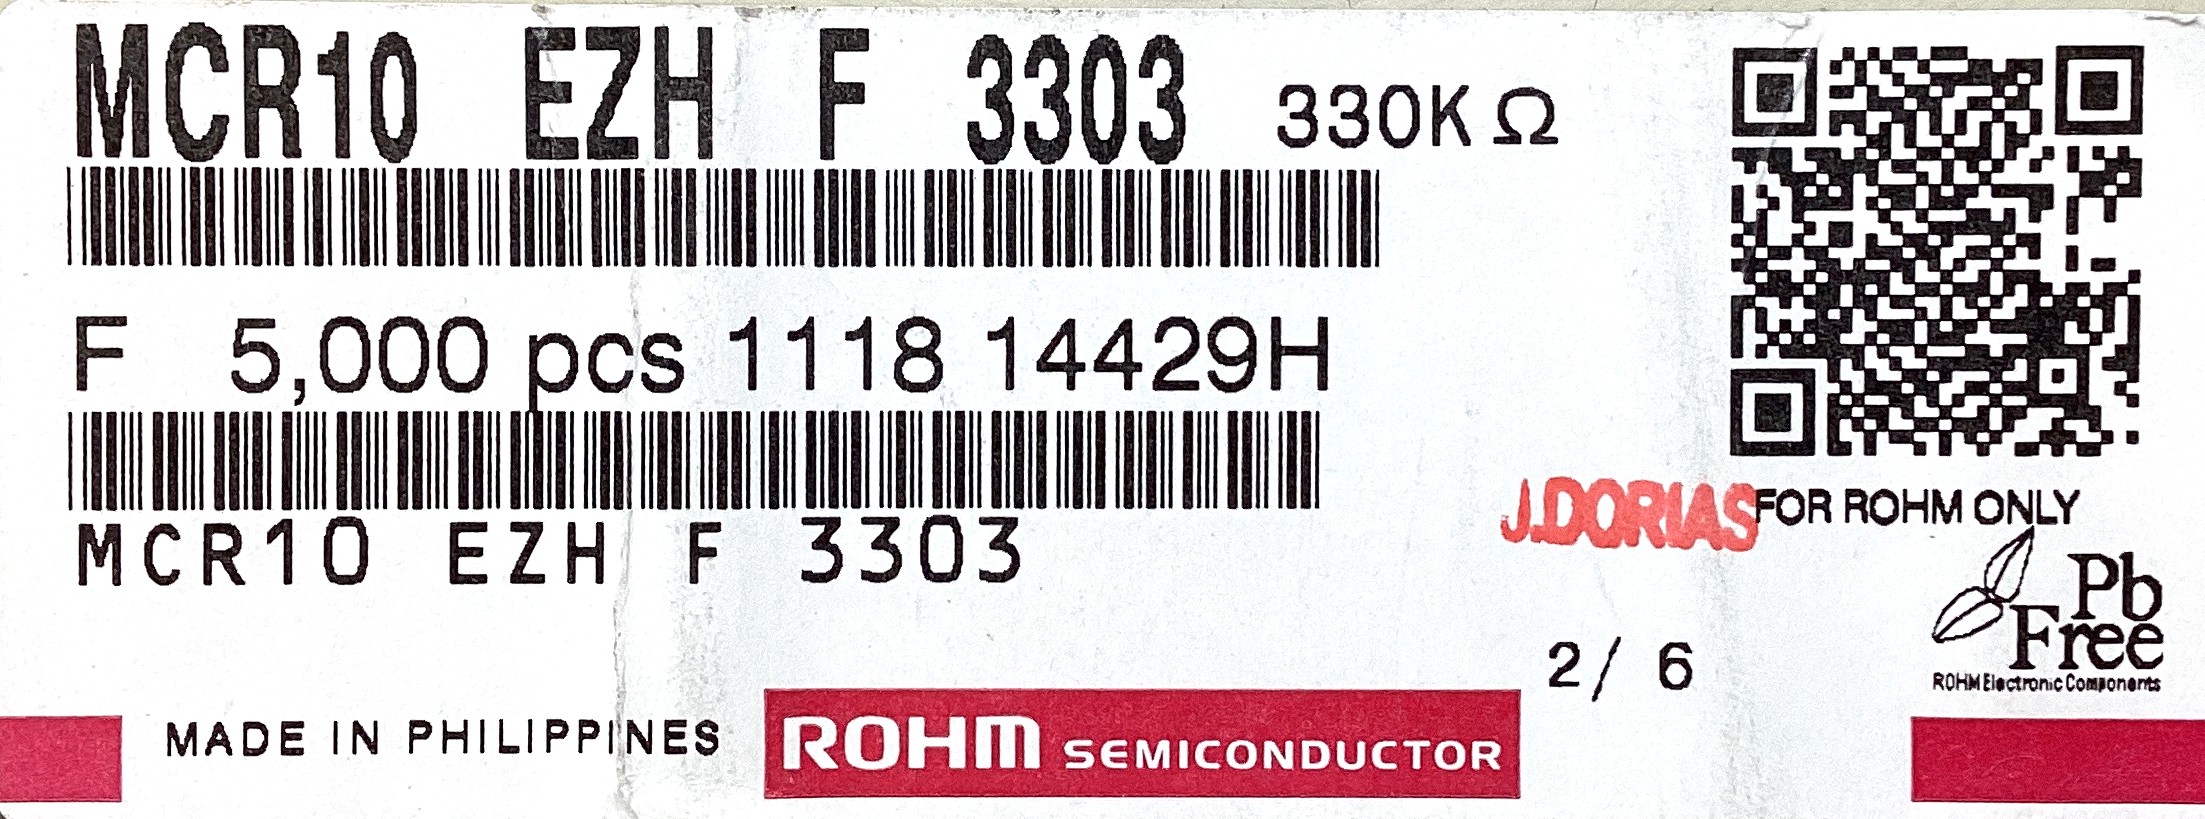 MCR10 EZH F 3303 330KΩ
F 5,000 pcs 1118 14429H
MCR10 EZH F 3303
J.DORIAS
FOR ROHM ONLY
Pb
Free
ROHM Electronic Components
2/ 6
MADE IN PHILIPPINES
ROHM SEMICONDUCTOR